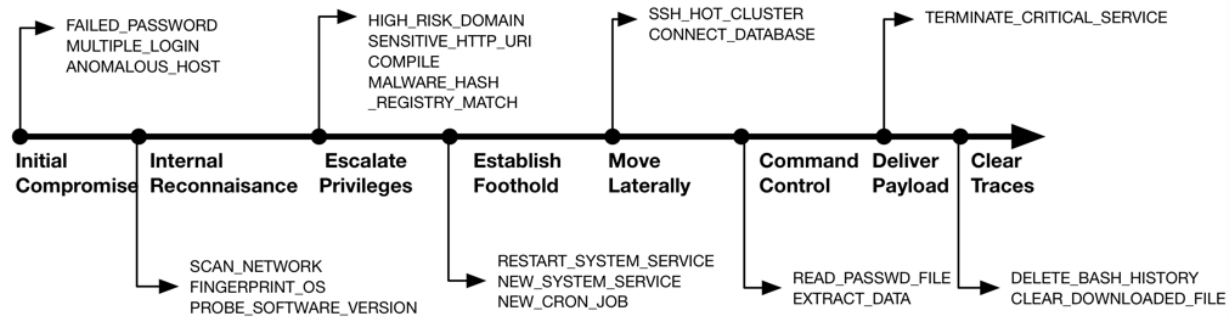 FAILED_PASSWORD
MULTIPLE_LOGIN
ANOMALOUS_HOST
HIGH_RISK_DOMAIN
SENSITIVE_HTTP_URI
COMPILE
MALWARE_HASH
_REGISTRY_MATCH
SSH_HOT_CLUSTER
CONNECT_DATABASE
TERMINATE_CRITICAL_SERVICE
Initial
Compromise
Internal
Reconnaisance
Escalate
Privileges
Establish
Foothold
Move
Laterally
Command
Control
Deliver
Payload
Clear
Traces
SCAN_NETWORK
FINGERPRINT_OS
PROBE_SOFTWARE_VERSION
RESTART_SYSTEM_SERVICE
NEW_SYSTEM_SERVICE
NEW_CRON_JOB
READ_PASSWD_FILE
EXTRACT_DATA
DELETE_BASH_HISTORY
CLEAR_DOWNLOADED_FILE